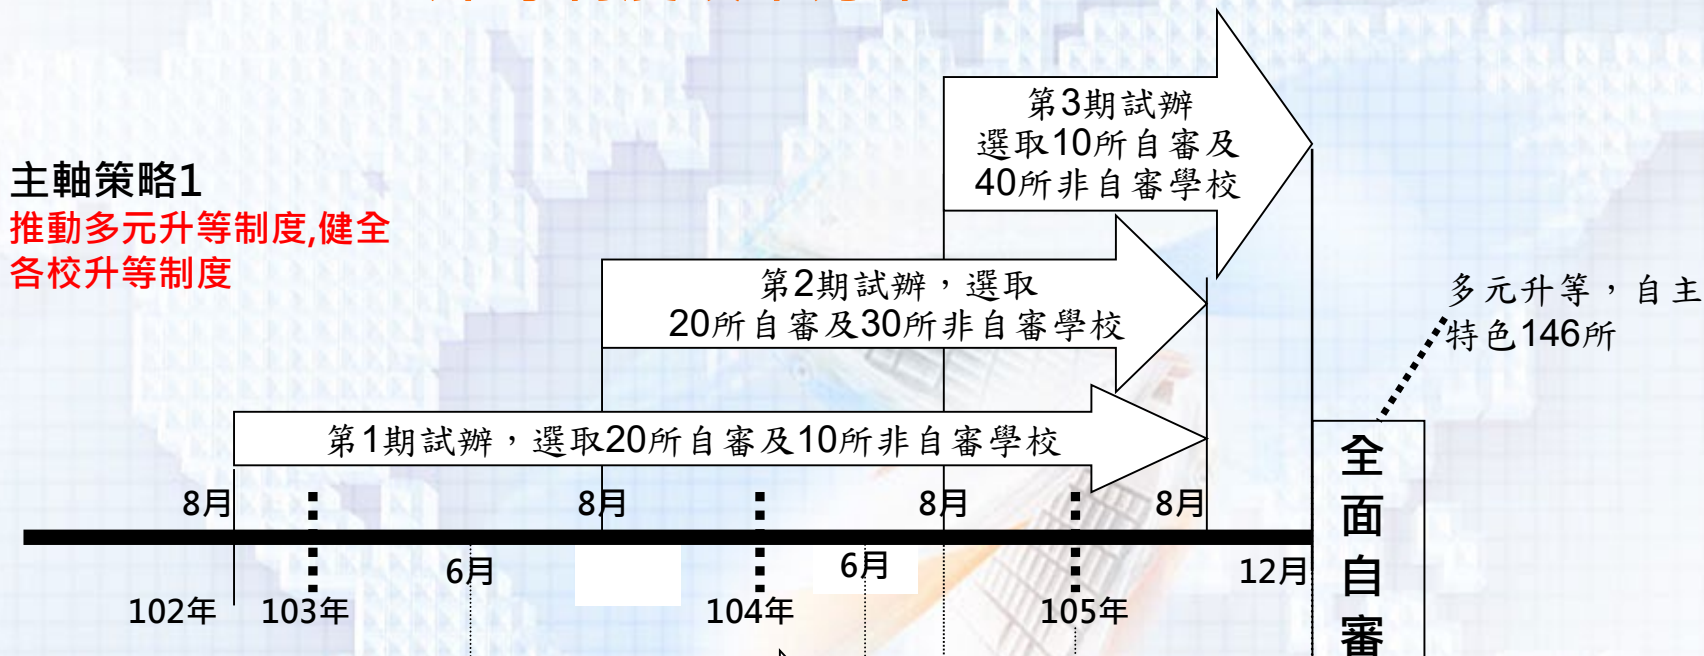 主軸策略1
推動多元升等制度,健全
各校升等制度
第3期試辦
選取10所自審及
40所非自審學校
第2期試辦，選取
20所自審及30所非自審學校
第1期試辦，選取20所自審及10所非自審學校
多元升等，自主
特色146所
8月
8月
8月
8月
6月
6月
12月
102年
103年
104年
105年
全
面
自
審